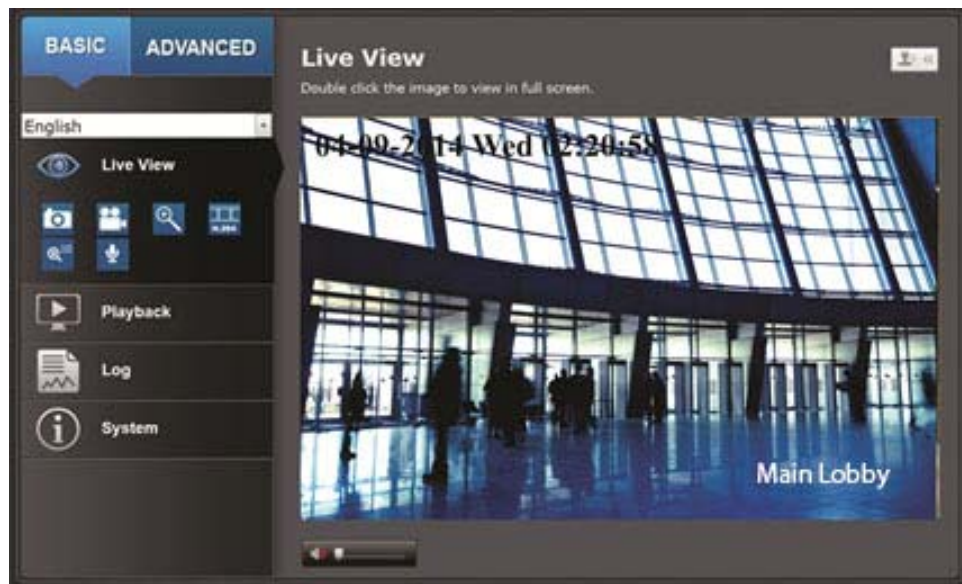 BASIC
ADVANCED
English
Live View
H.264
Playback
Log
System
Live View
Double click the image to view in full screen.
04-09-2014 Wed 02:20:58
Main Lobby